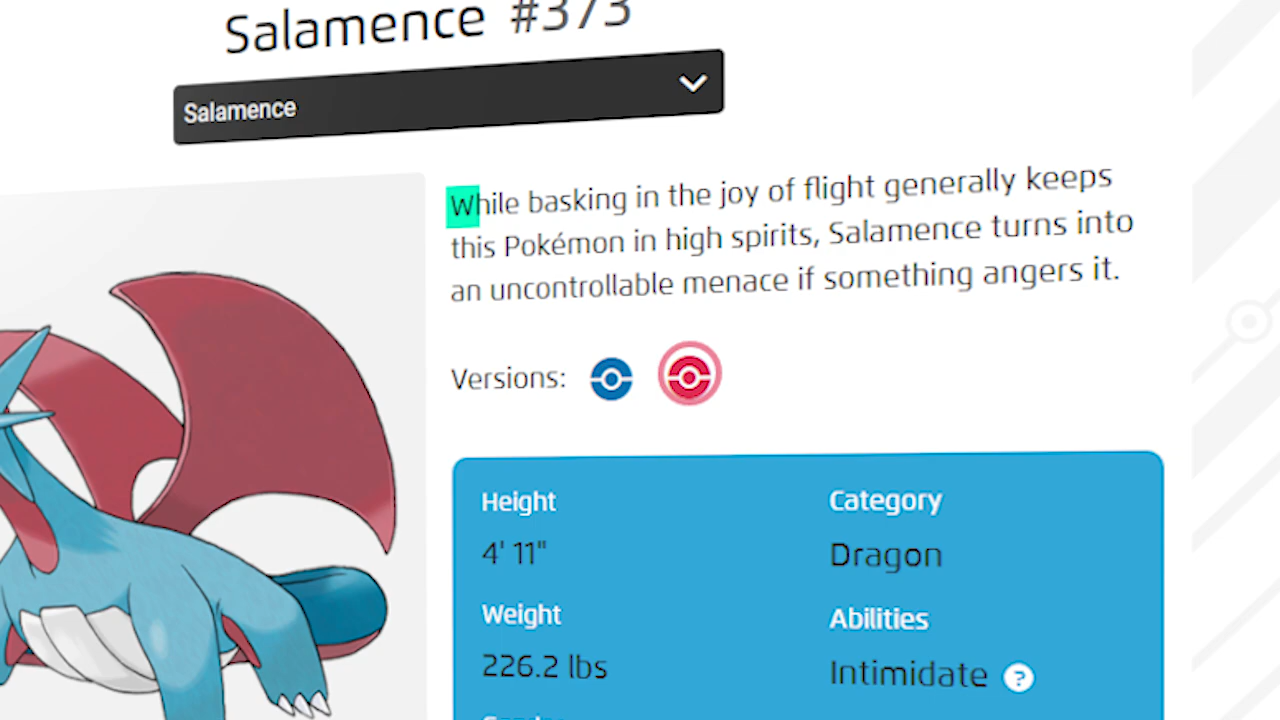 Salamence #373
Salamence
While basking in the joy of flight generally keeps
this Pokémon in high spirits, Salamence turns into
an uncontrollable menace if something angers it.
Versions:
Height
4' 11"
Weight
226.2 lbs
Category
Dragon
Abilities
Intimidate ?